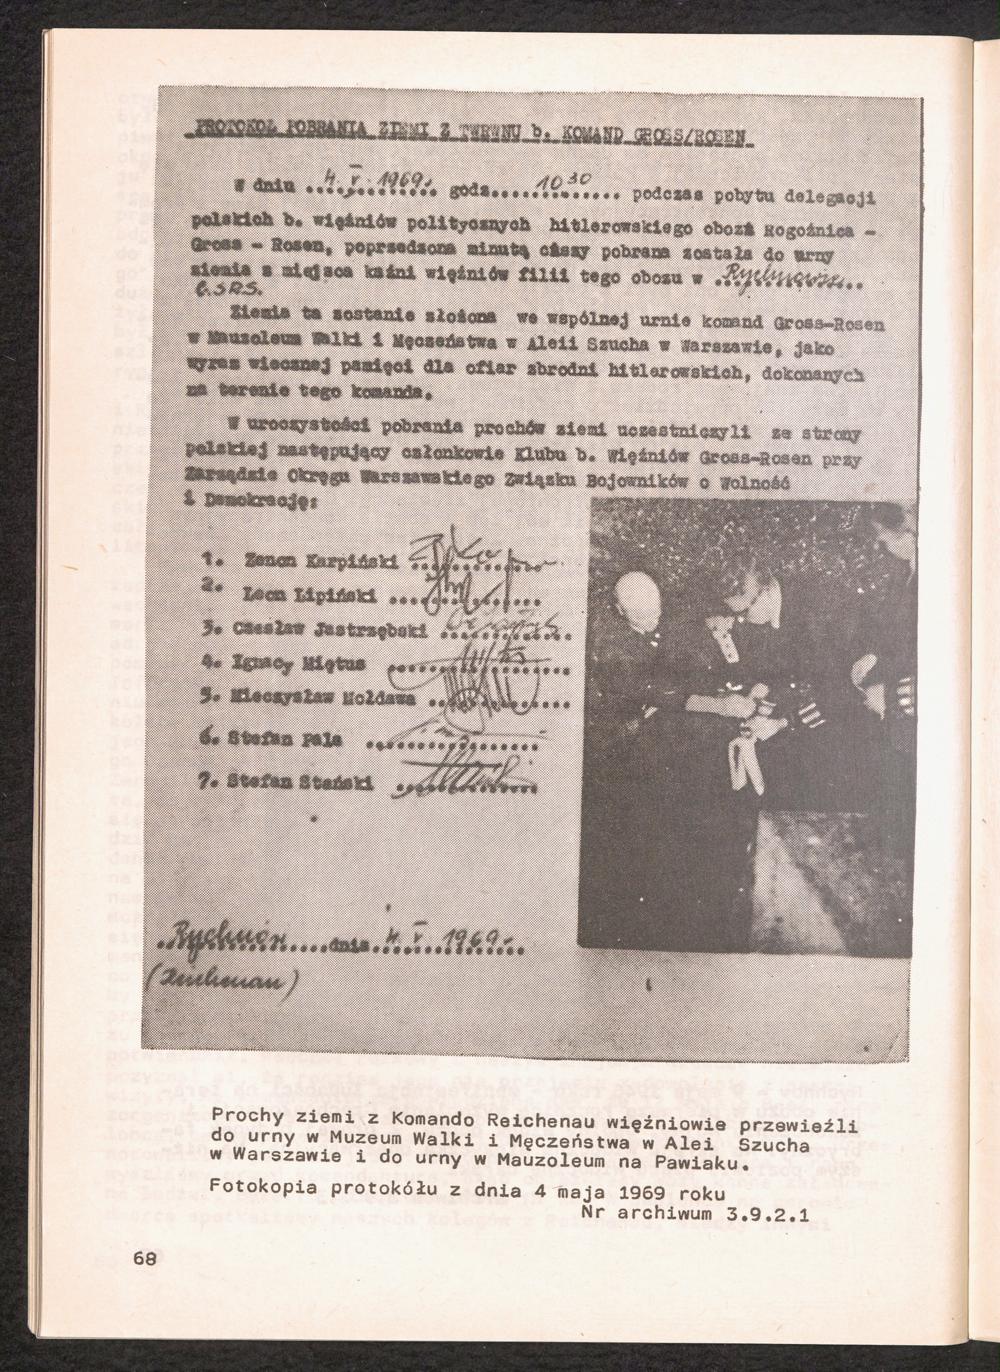 PROTOKOŁ POBRANIA ZIEMI Z TWRWNU b. KOMAND GROSS/ROSEN
W dniu 4. V. 1969. godz. 10 30 podczas pobytu delegacji
polskich b. więźniów politycznych hitlerowskiego obozu Rogoźnica -
Gross - Rosen, poprzedzona minutą ciszy pobrana została do urny
ziemia z miejsca kaźni więźniów filii tego obozu w Rychnowie
C.S.R.S.
Ziemia ta zostanie złożona we wspólnej urnie komand Gross-Rosen
w Mauzoleum Walki i Męczeństwa w Aleii Szucha w Warszawie, jako
wyraz wiecznej pamięci dla ofiar zbrodni hitlerowskich, dokonanych
na terenie tego komanda.
W uroczystości pobrania prochów ziemi uczestniczyli ze strony
polskiej następujący członkowie Klubu b. Więźniów Gross-Rosen przy
Zarządzie Okręgu Warszawskiego Związku Bojowników o Wolność
i Demokrację:
1. Zenon Karpiński
2. Leon Lipiński
3. Czesław Jastrzębski
4. Ignacy Miętus
5. Mieczysław Mołdawa
6. Stefan Pala
7. Stefan Stański
Rychnów dnia 4. V. 1969.
(Reichenau)
Prochy ziemi z Komando Reichenau więźniowie przewieźli
do urny w Muzeum Walki i Męczeństwa w Alei Szucha
w Warszawie i do urny w Mauzoleum na Pawiaku.
Fotokopia protokółu z dnia 4 maja 1969 roku
Nr archiwum 3.9.2.1
68